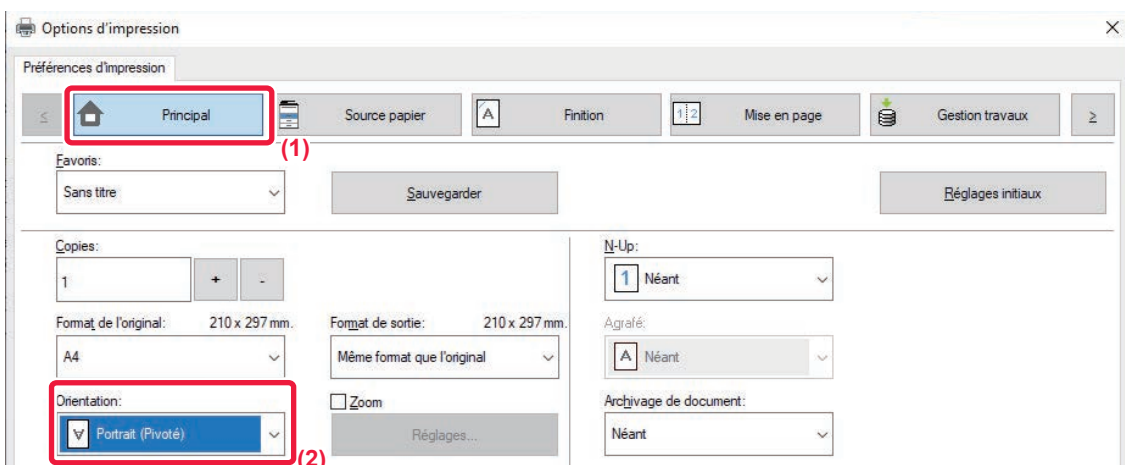 Options d'impression
Préférences d'impression
≤ Principal Source papier A Finition 1 2 Mise en page Gestion travaux ≥
(1)
Favoris:
Sans titre Sauvegarder Réglages initiaux
Copies: N-Up:
1 + - 1 Néant
Format de l'original: 210 x 297 mm. Format de sortie: 210 x 297 mm. Agrafé:
A4 Même format que l'original A Néant
Orientation: Zoom Archivage de document:
A Portrait (Pivoté) Réglages... Néant
(2)